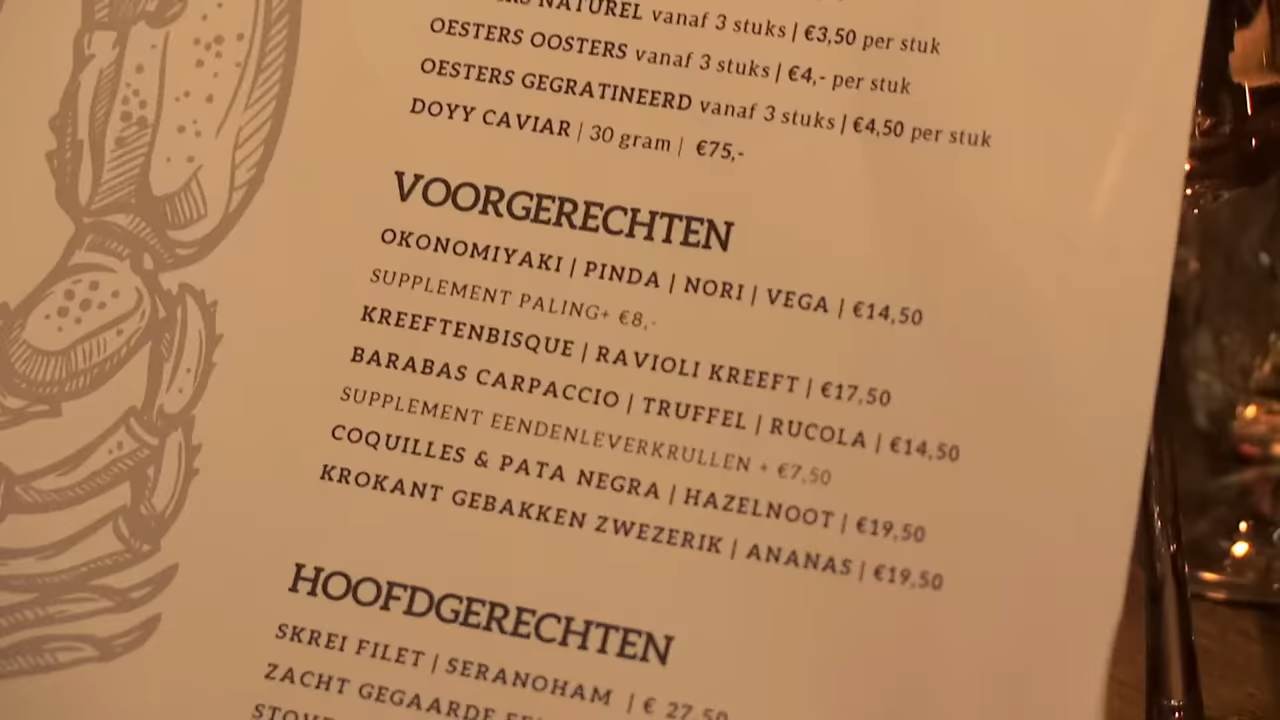 NATUREL vanaf 3 stuks | €3,50 per stuk
OESTERS OOSTERS vanaf 3 stuks | €4,- per stuk
OESTERS GEGRATINEERD vanaf 3 stuks | €4,50 per stuk
DOYY CAVIAR | 30 gram | €75,-
VOORGERECHTEN
OKONOMIYAKI | PINDA | NORI | VEGA | €14,50
SUPPLEMENT PALING+ €8,-
KREEFTENBISQUE | RAVIOLI KREEFT | €17,50
BARABAS CARPACCIO | TRUFFEL | RUCOLA | €14,50
SUPPLEMENT EENDENLEVERKRULLEN + €7,50
COQUILLES & PATA NEGRA | HAZELNOOT | €19,50
KROKANT GEBAKKEN ZWEZERIK | ANANAS | €19,50
HOOFDGERECHTEN
SKREI FILET | SERANOHAM | € 27,50
ZACHT GEGAARDE